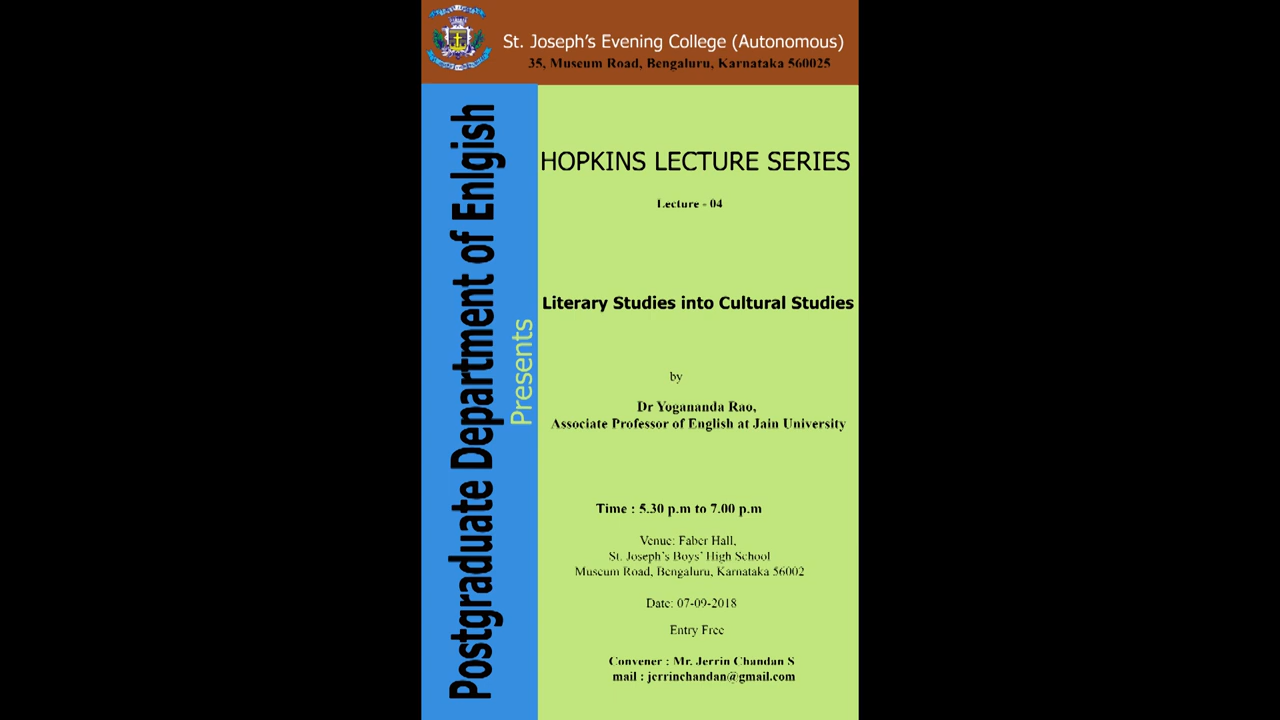 St. Joseph's Evening College (Autonomous)
35, Museum Road, Bengaluru, Karnataka 560025
Postgraduate Department of Enlgish
Presents
HOPKINS LECTURE SERIES
Lecture - 04
Literary Studies into Cultural Studies
by
Dr Yogananda Rao,
Associate Professor of English at Jain University
Time : 5.30 p.m to 7.00 p.m
Venue: Faber Hall,
St. Joseph's Boys' High School
Museum Road, Bengaluru, Karnataka 56002
Date: 07-09-2018
Entry Free
Convener : Mr. Jerrin Chandan S
mail : jerrinchandan@gmail.com